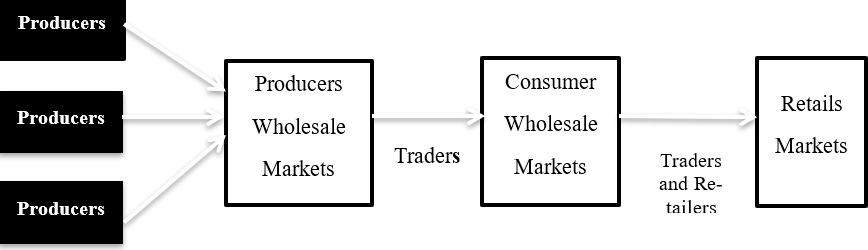 Producers
Producers
Producers
Producers
Wholesale
Markets
Traders
Consumer
Wholesale
Markets
Traders
and Re-
tailers
Retails
Markets